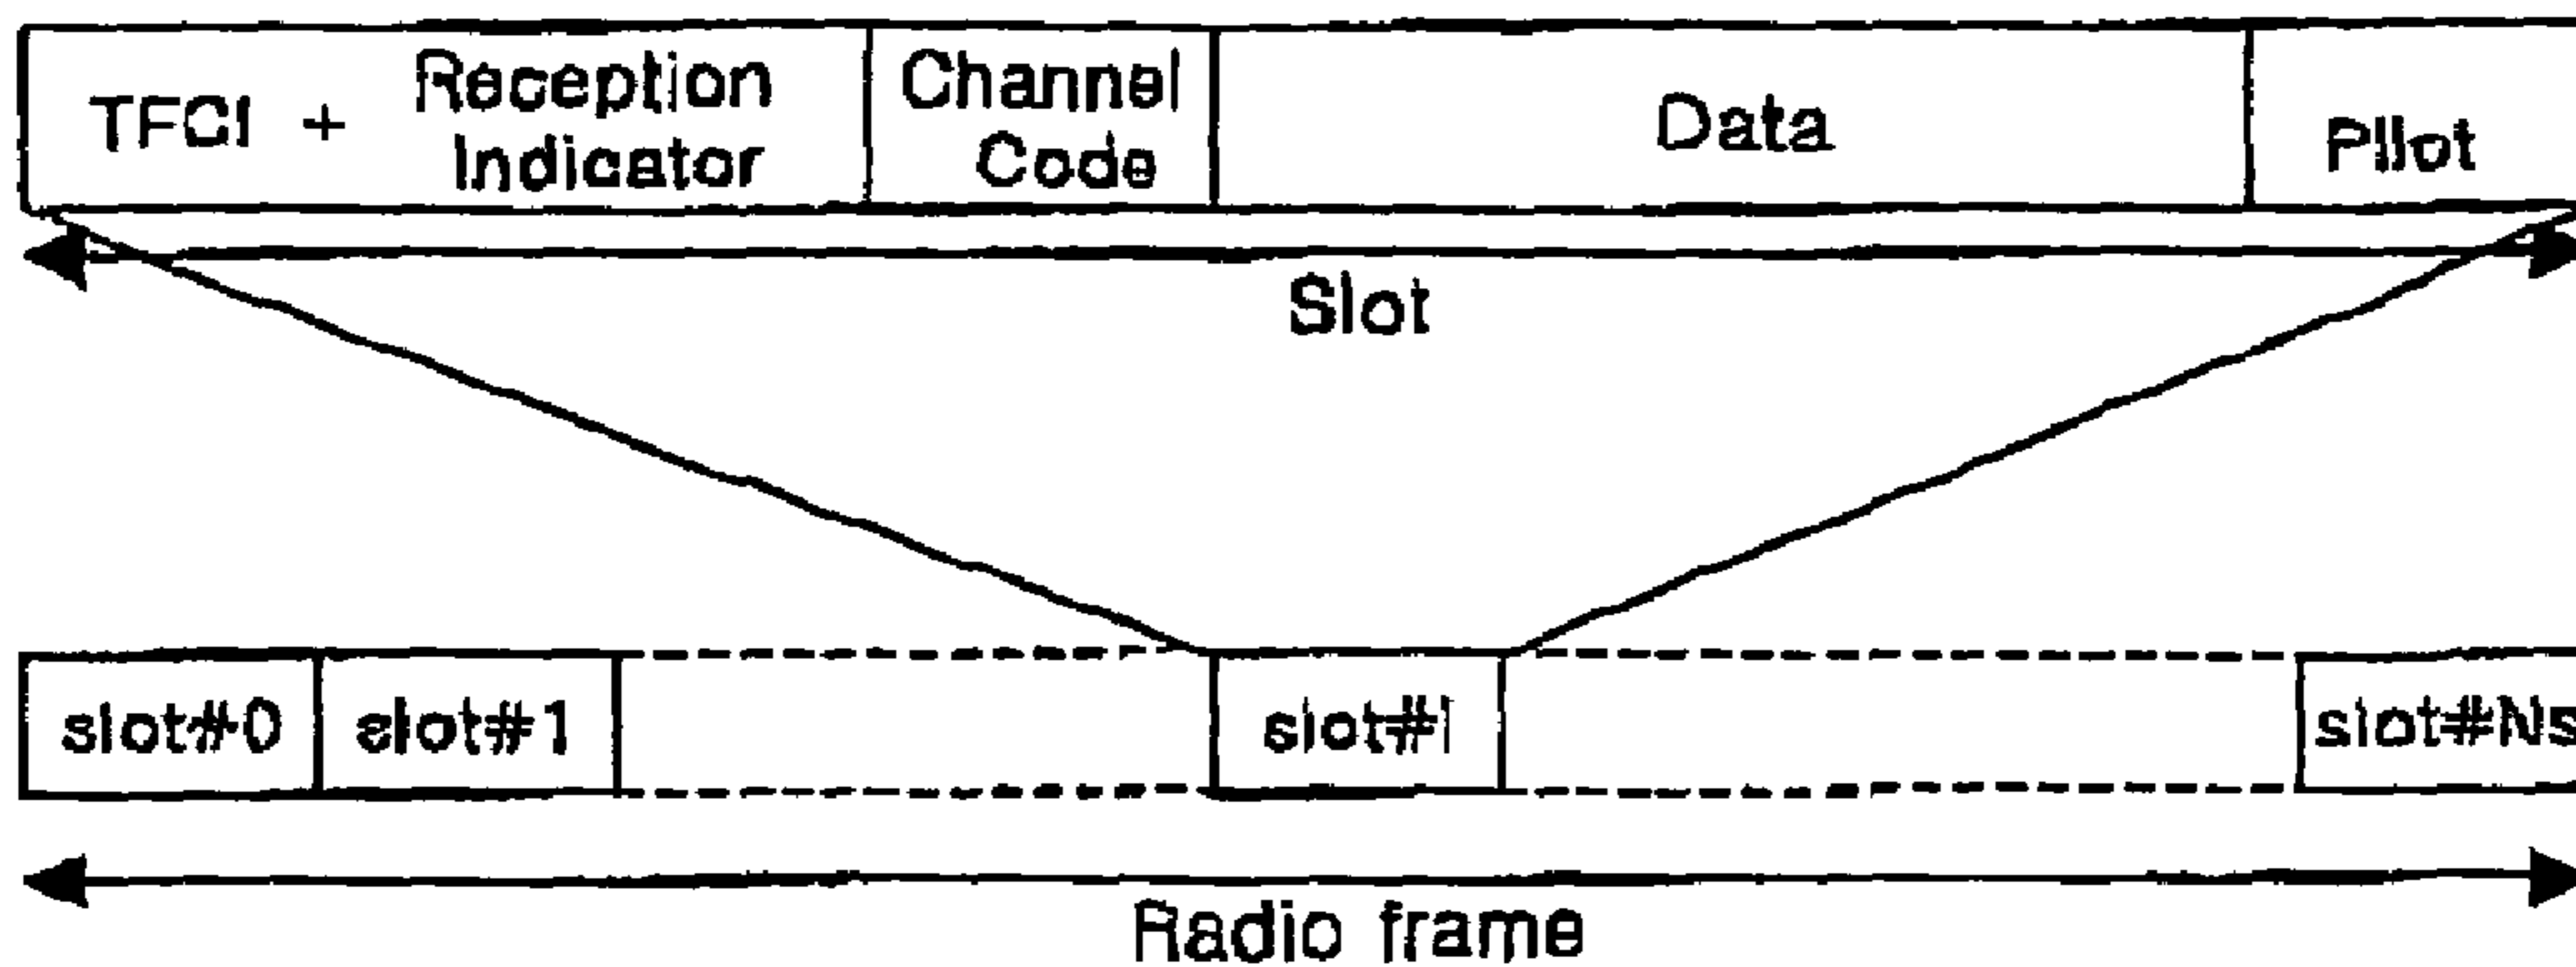 TFCI + Reception Indicator
Channel Code
Data
Pilot
Slot
slot#0
slot#1
slot#i
slot#Ns
Radio frame